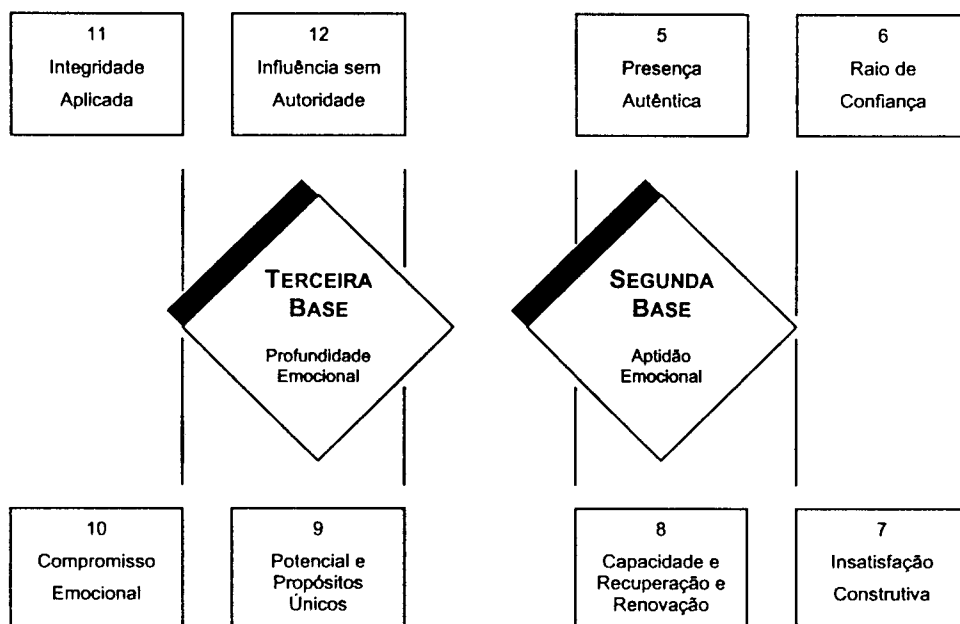 11
Integridade
Aplicada
12
Influência sem
Autoridade
5
Presença
Autêntica
6
Raio de
Confiança
TERCEIRA
BASE
Profundidade
Emocional
SEGUNDA
BASE
Aptidão
Emocional
10
Compromisso
Emocional
9
Potencial e
Propósitos
Únicos
8
Capacidade e
Recuperação e
Renovação
7
Insatisfação
Construtiva